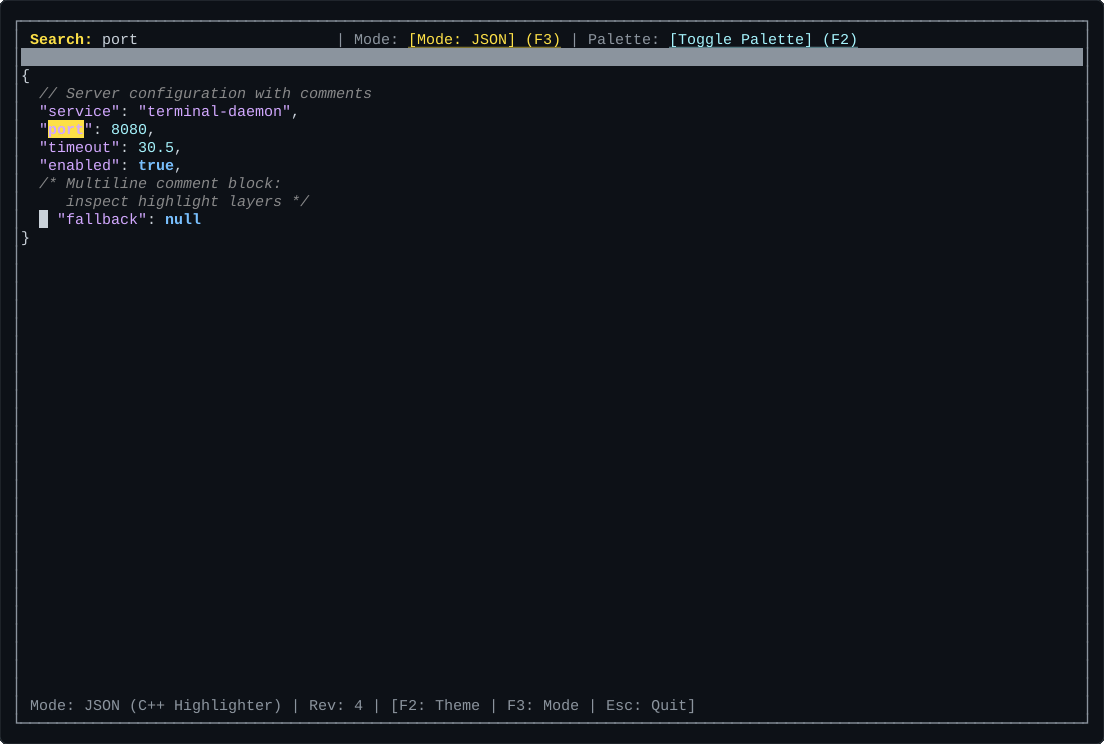 Search: port | Mode: [Mode: JSON] (F3) | Palette: [Toggle Palette] (F2)
{
  // Server configuration with comments
  "service": "terminal-daemon",
  "port": 8080,
  "timeout": 30.5,
  "enabled": true,
  /* Multiline comment block:
     inspect highlight layers */
    "fallback": null
}
Mode: JSON (C++ Highlighter) | Rev: 4 | [F2: Theme | F3: Mode | Esc: Quit]